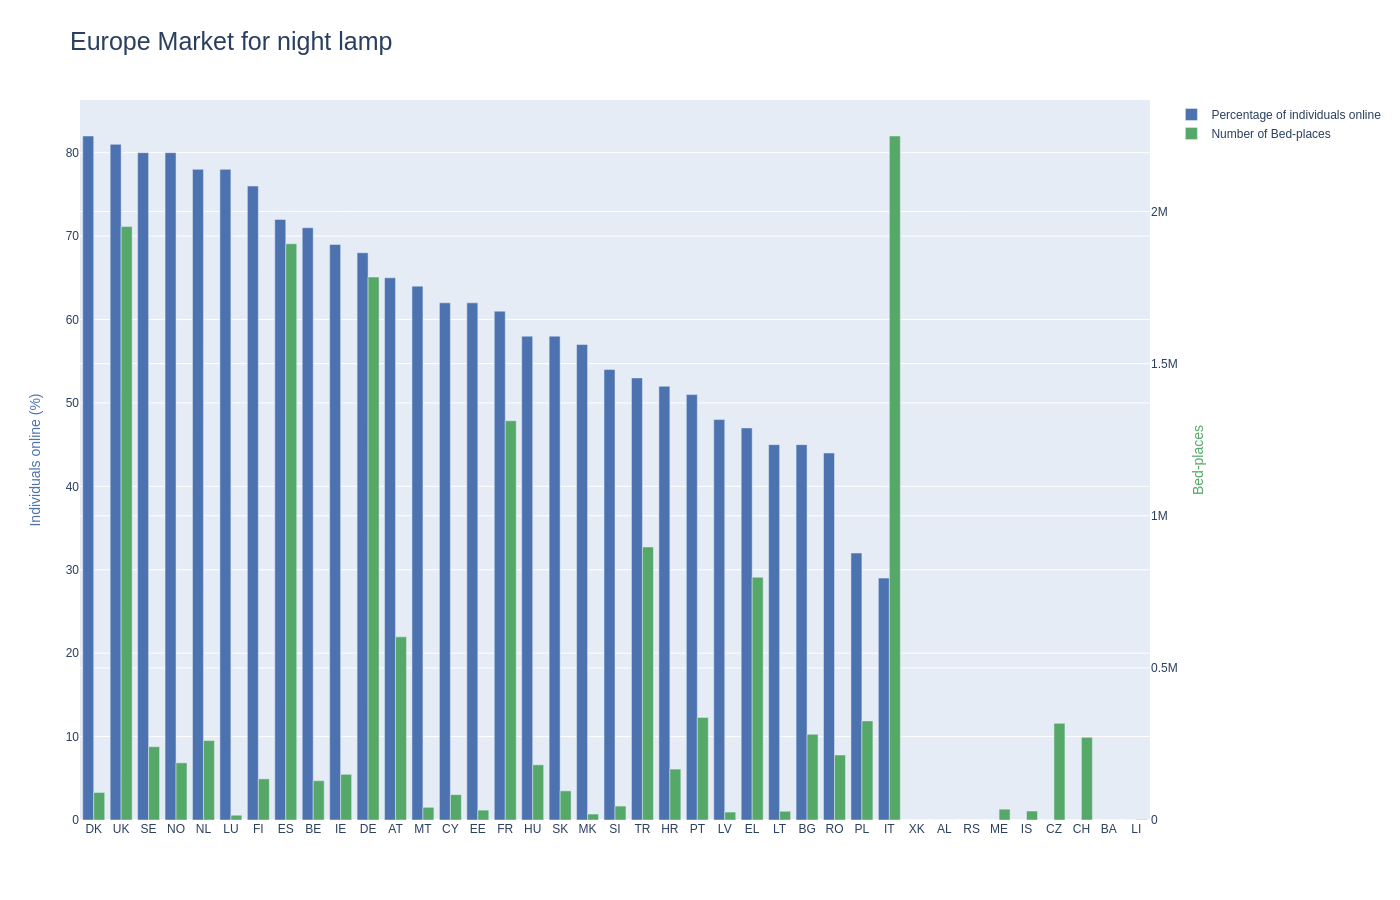 Europe Market for night lamp
Percentage of individuals online
Number of Bed-places
Individuals online (%)
80
70
60
50
40
30
20
10
0
2M
1.5M
1M
0.5M
0
Bed-places
DK UK SE NO NL LU FI ES BE IE DE AT MT CY EE FR HU SK MK SI TR HR PT LV EL LT BG RO PL IT XK AL RS ME IS CZ CH BA LI